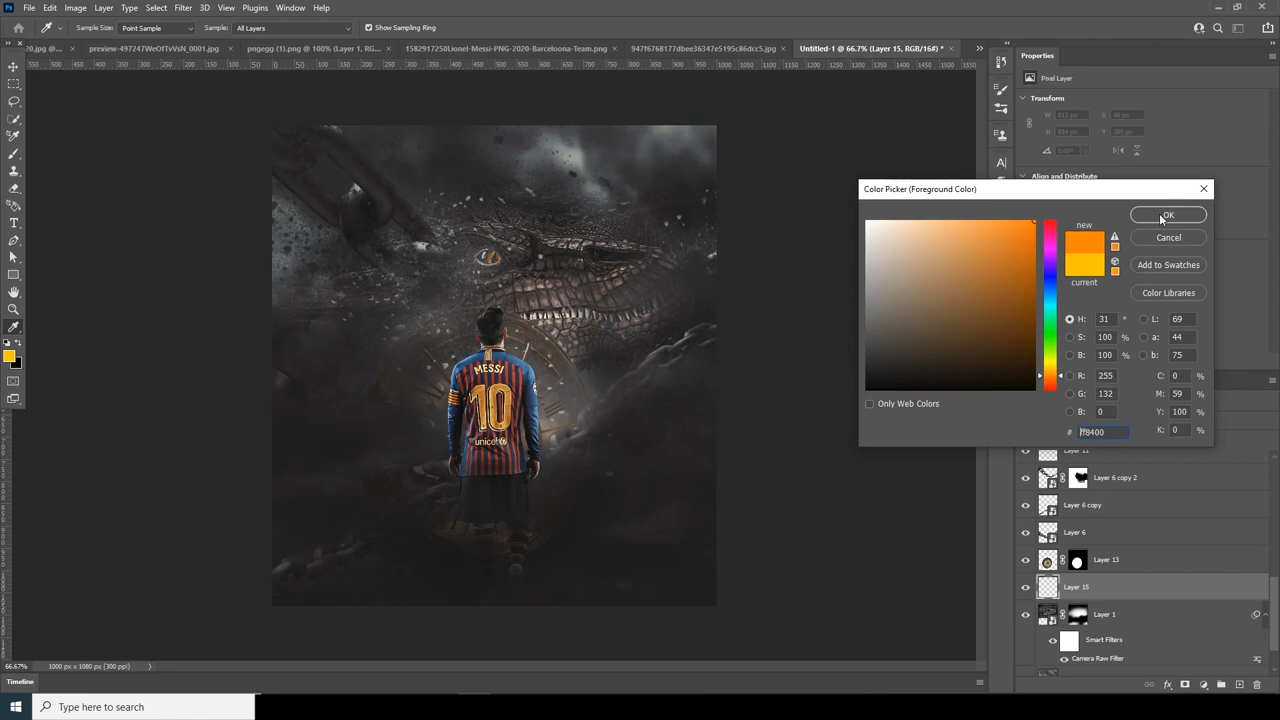 File Edit Image Layer Type Select Filter 3D View Plugins Window Help
Sample Size: Point Sample Sample: All Layers Show Sampling Ring
20.jpg @... × preview-497247WeOfTvVsN_0001.jpg × pngegg (1).png @ 100% (Layer 1, RG... × 1582917250Lionel-Messi-PNG-2020-Barceloona-Team.png × 947f6768177dbee36347e5195c86dcc5.jpg × Untitled-1 @ 66.7% (Layer 15, RGB/16#) * ×
Properties
Pixel Layer
Transform
W
X
H
Y
Align and Distribute
Color Picker (Foreground Color)
new
current
OK
Cancel
Add to Swatches
Color Libraries
H: 31 °
S: 100 %
B: 100 %
R: 255
G: 132
B: 0
L: 69
a: 44
b: 75
C: 0 %
M: 59 %
Y: 100 %
K: 0 %
# ff8400
Only Web Colors
MESSI
10
unicef
Layer 11
Layer 6 copy 2
Layer 6 copy
Layer 6
Layer 13
Layer 15
Layer 1
Smart Filters
Camera Raw Filter
66.67% 1000 px x 1080 px (300 ppi)
Timeline
Type here to search